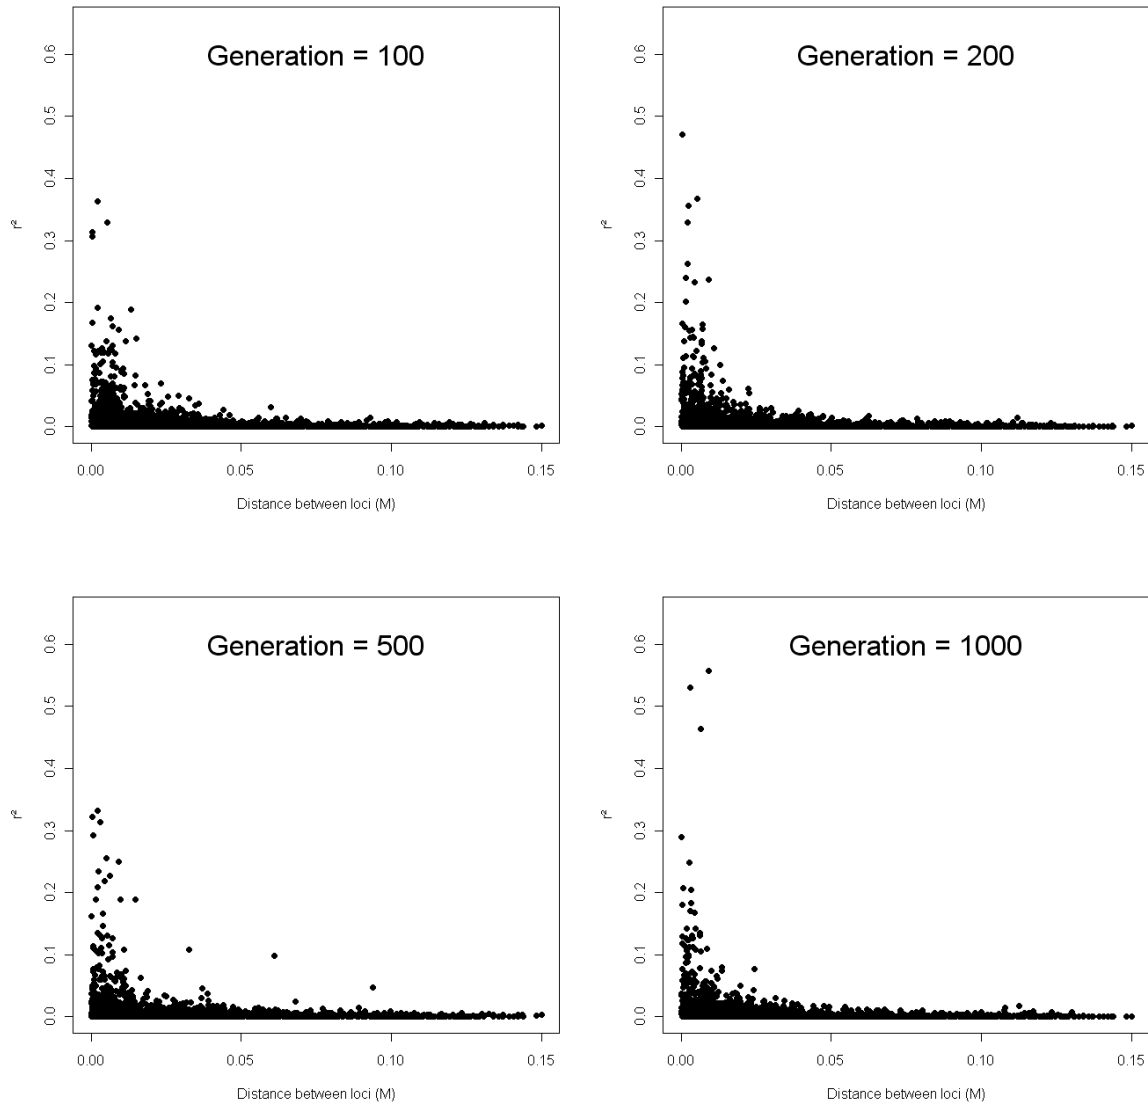 Generation = 100
0.6
0.5
0.4
0.3
0.2
0.1
0.0
r²
0.00 0.05 0.10 0.15
Distance between loci (M)
Generation = 200
0.6
0.5
0.4
0.3
0.2
0.1
0.0
r²
0.00 0.05 0.10 0.15
Distance between loci (M)
Generation = 500
0.6
0.5
0.4
0.3
0.2
0.1
0.0
r²
0.00 0.05 0.10 0.15
Distance between loci (M)
Generation = 1000
0.6
0.5
0.4
0.3
0.2
0.1
0.0
r²
0.00 0.05 0.10 0.15
Distance between loci (M)